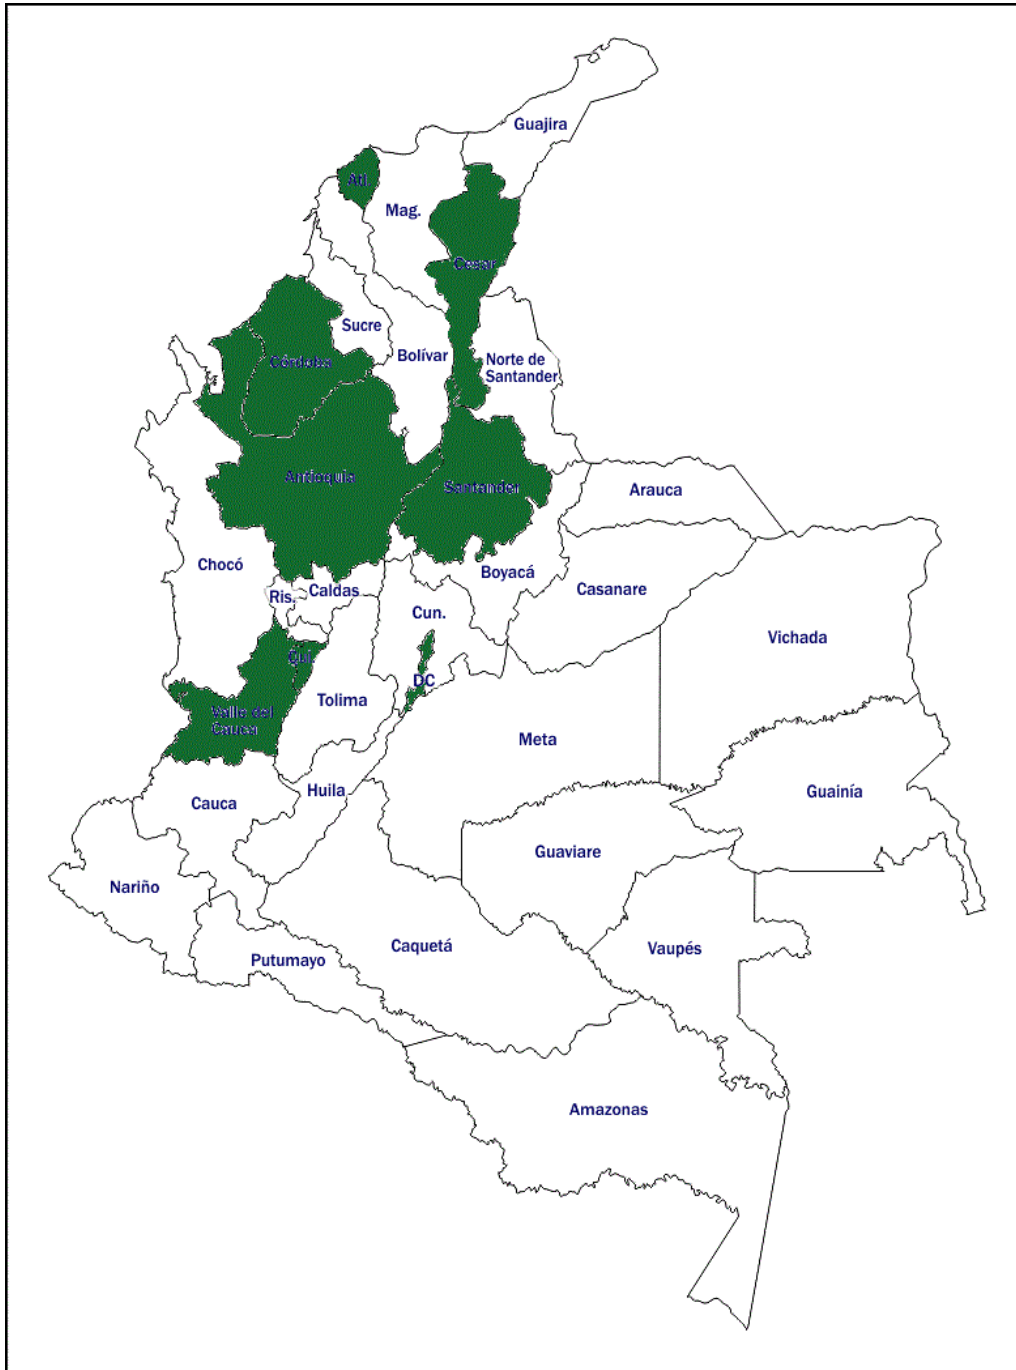 Guajira
Atl.
Mag.
Cesar
Sucre
Bolívar
Norte de
Santander
Córdoba
Antioquia
Santander
Arauca
Chocó
Boyacá
Casanare
Caldas
Ris.
Cun.
Vichada
Qui.
DC
Tolima
Valle del
Cauca
Meta
Huila
Cauca
Guainía
Guaviare
Nariño
Caquetá
Vaupés
Putumayo
Amazonas